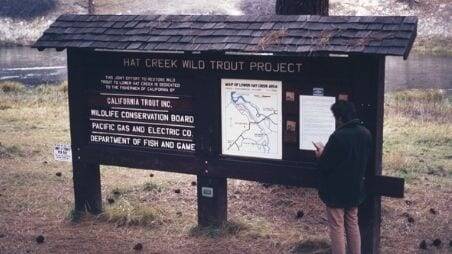 HAT CREEK WILD TROUT PROJECT
THIS JOINT EFFORT TO RESTORE WILD
TROUT TO LOWER HAT CREEK IS DEDICATED
TO THE FISHERMEN OF CALIFORNIA BY
CALIFORNIA TROUT INC.
WILDLIFE CONSERVATION BOARD
PACIFIC GAS AND ELECTRIC CO.
DEPARTMENT OF FISH AND GAME
MAP OF LOWER HAT CREEK AREA